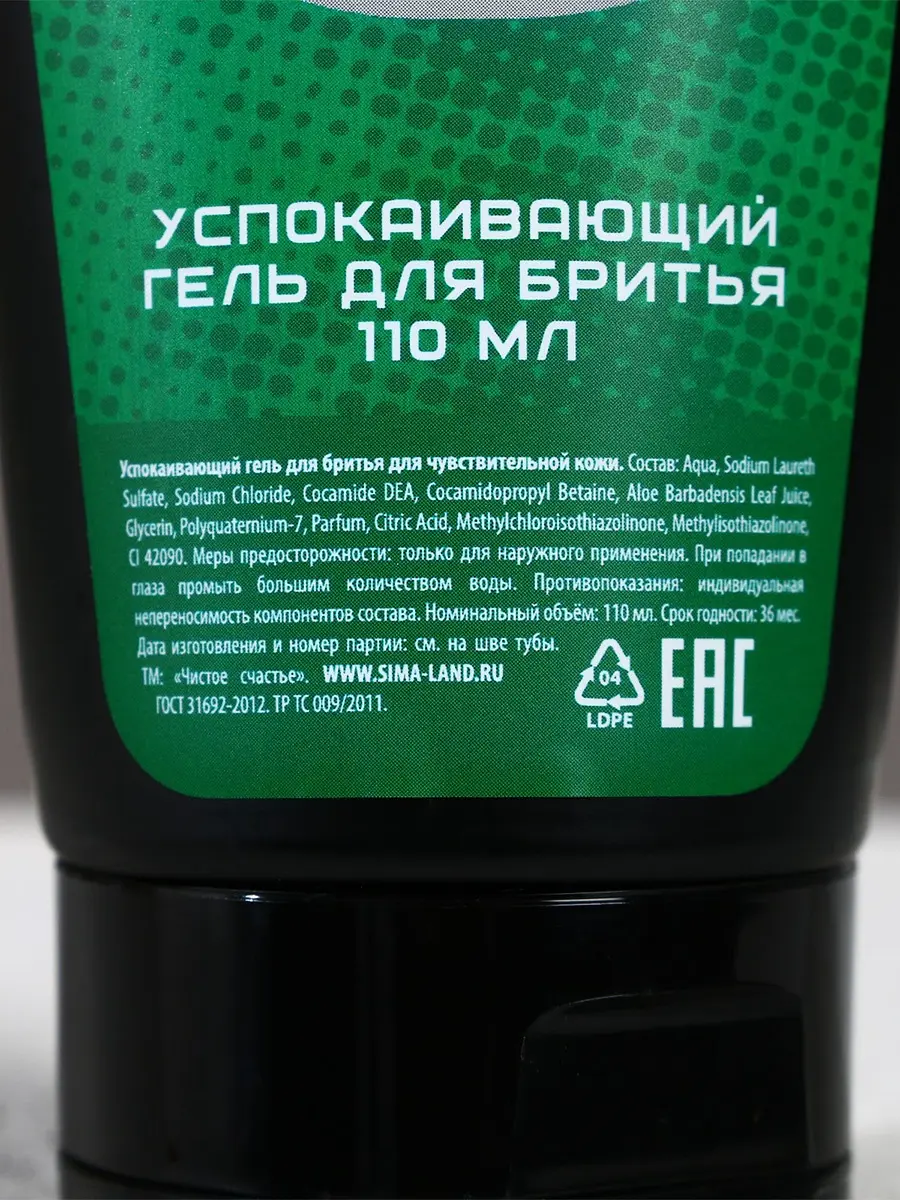 УСПОКАИВАЮЩИЙ
ГЕЛЬ ДЛЯ БРИТЬЯ
110 МЛ
Успокаивающий гель для бритья для чувствительной кожи. Состав: Aqua, Sodium Laureth
Sulfate, Sodium Chloride, Cocamide DEA, Cocamidopropyl Betaine, Aloe Barbadensis Leaf Juice,
Glycerin, Polyquaternium-7, Parfum, Citric Acid, Methylchloroisothiazolinone, Methylisothiazolinone,
CI 42090. Меры предосторожности: только для наружного применения. При попадании в
глаза промыть большим количеством воды. Противопоказания: индивидуальная
непереносимость компонентов состава. Номинальный объём: 110 мл. Срок годности: 36 мес.
Дата изготовления и номер партии: см. на шве тубы.
ТМ: «Чистое счастье». WWW.SIMA-LAND.RU
ГОСТ 31692-2012. ТР ТС 009/2011.
04
LDPE
EAC